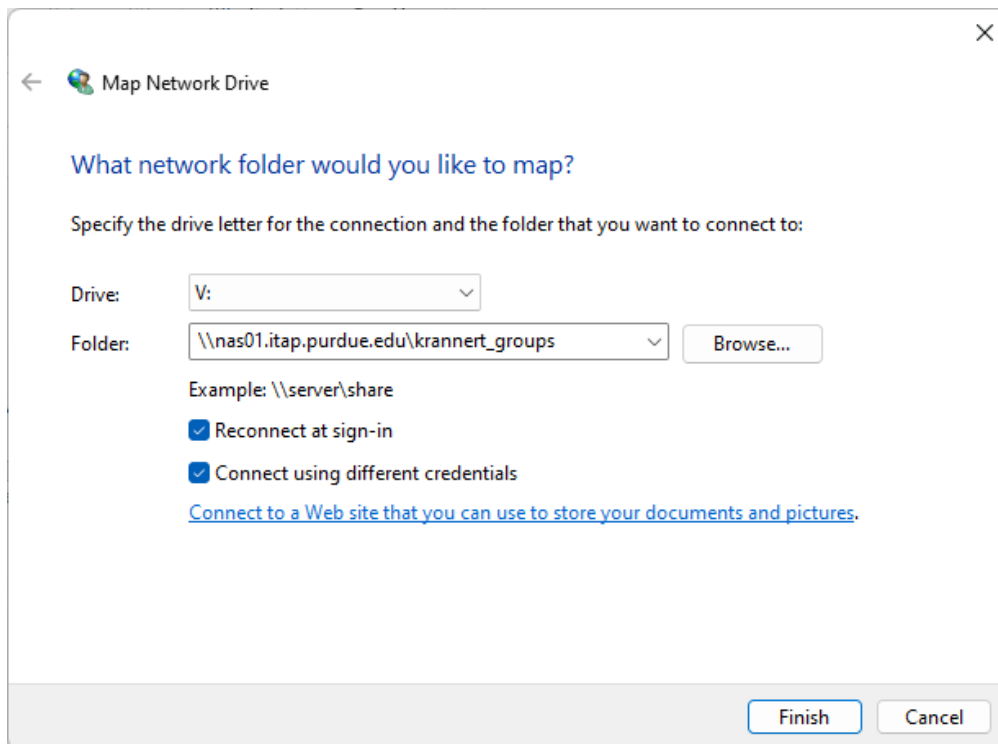 Map Network Drive
What network folder would you like to map?
Specify the drive letter for the connection and the folder that you want to connect to:
Drive: V:
Folder: \\nas01.itap.purdue.edu\krannert_groups Browse...
Example: \\server\share
Reconnect at sign-in
Connect using different credentials
Connect to a Web site that you can use to store your documents and pictures.
Finish Cancel